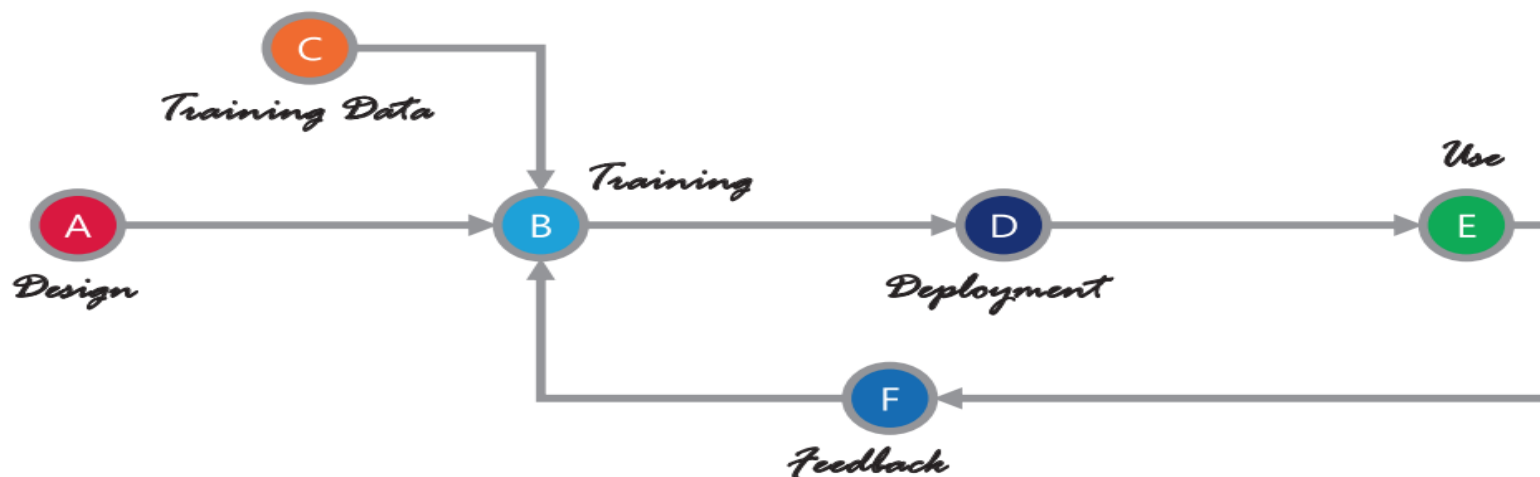 C
Training Data
Use
Training
A
B
D
E
Design
Deployment
F
Feedback